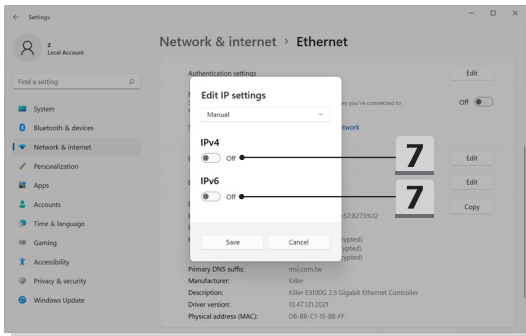 Settings
Network & internet > Ethernet
z
Local Account
Find a setting
System
Bluetooth & devices
Network & internet
Personalization
Apps
Accounts
Time & language
Gaming
Accessibility
Privacy & security
Windows Update
Authentication settings
Edit
en you're connected to
Off
twork
Edit
Edit
Copy
Edit IP settings
Manual
IPv4
Off
7
IPv6
Off
7
Save
Cancel
:57:8275%12
rypted)
rypted)
rypted)
Primary DNS suffix:
msi.com.tw
Manufacturer:
Killer
Description:
Killer E3100G 2.5 Gigabit Ethernet Controller
Driver version:
10.47.121.2021
Physical address (MAC):
D8-BB-C1-1E-8B-FF